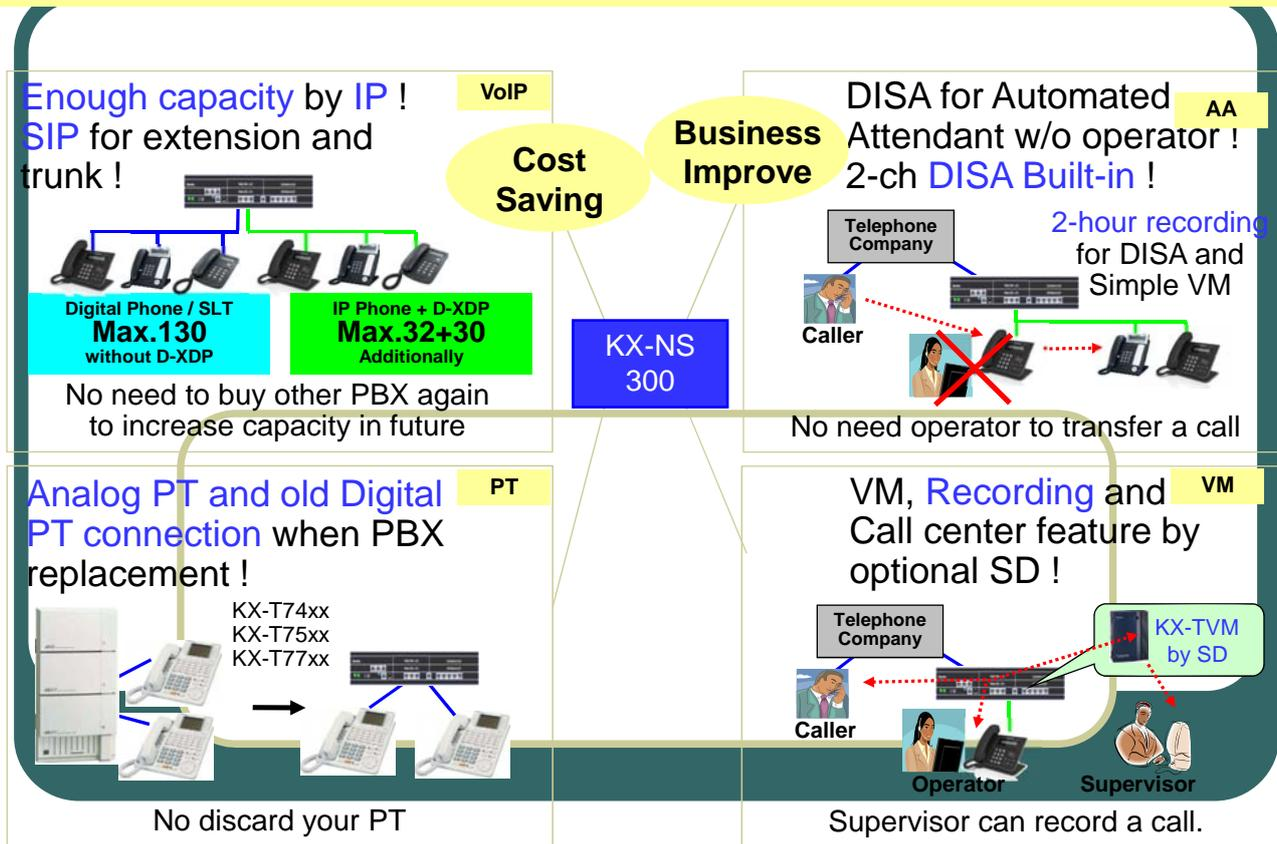 Enough capacity by IP !
SIP for extension and
trunk !
VoIP
Digital Phone / SLT
Max.130
without D-XDP
IP Phone + D-XDP
Max.32+30
Additionally
No need to buy other PBX again
to increase capacity in future
Cost
Saving
Business
Improve
KX-NS
300
DISA for Automated
Attendant w/o operator !
2-ch DISA Built-in !
AA
Telephone
Company
2-hour recording
for DISA and
Simple VM
Caller
No need operator to transfer a call
Analog PT and old Digital
PT connection when PBX
replacement !
PT
KX-T74xx
KX-T75xx
KX-T77xx
No discard your PT
VM, Recording and
Call center feature by
optional SD !
VM
Telephone
Company
KX-TVM
by SD
Caller
Operator
Supervisor
Supervisor can record a call.